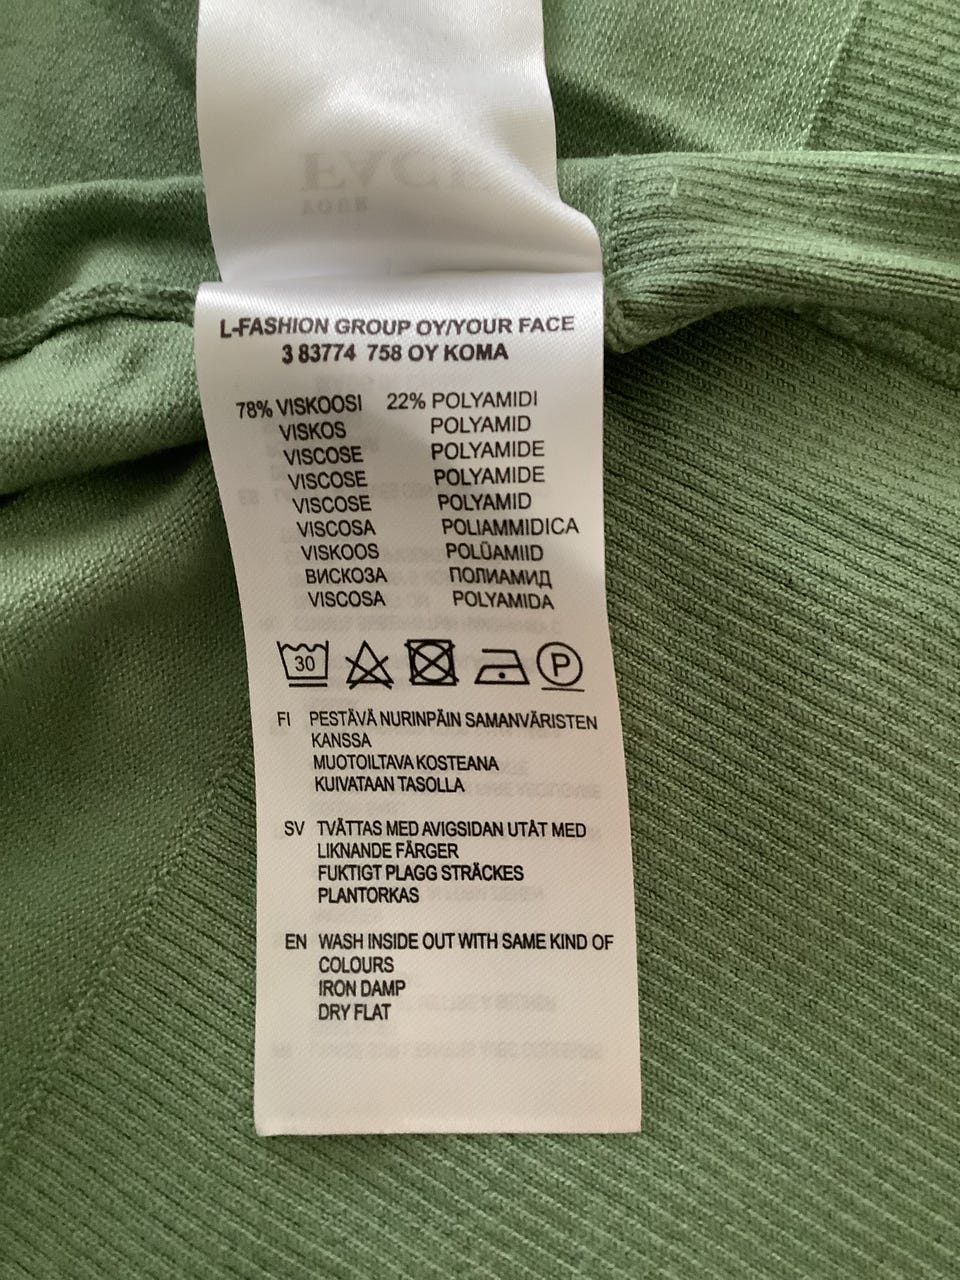 L-FASHION GROUP OY/YOUR FACE
3 83774 758 OY KOMA
78% VISKOOSI 22% POLYAMIDI
VISKOS POLYAMID
VISCOSE POLYAMIDE
VISCOSE POLYAMIDE
VISCOSE POLYAMID
VISCOSA POLIAMMIDICA
VISKOOS POLÜAMIID
ВИСКОЗА ПОЛИАМИД
VISCOSA POLYAMIDA
30 P
FI PESTÄVÄ NURINPÄIN SAMANVÄRISTEN
KANSSA
MUOTOILTAVA KOSTEANA
KUIVATAAN TASOLLA
SV TVÄTTAS MED AVIGSIDAN UTÅT MED
LIKNANDE FÄRGER
FUKTIGT PLAGG STRÄCKES
PLANTORKAS
EN WASH INSIDE OUT WITH SAME KIND OF
COLOURS
IRON DAMP
DRY FLAT